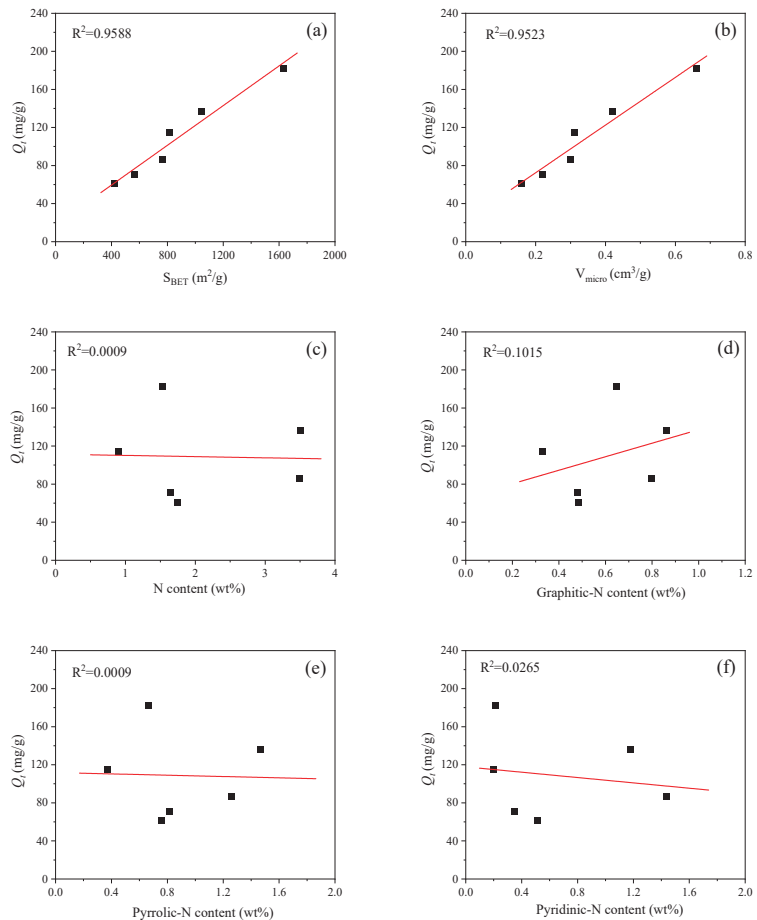 R²=0.9588
(a)
240
200
160
120
80
40
0
Qt (mg/g)
0 400 800 1200 1600 2000
SBET (m²/g)
R²=0.9523
(b)
240
200
160
120
80
40
0
Qt (mg/g)
0.0 0.2 0.4 0.6 0.8
Vmicro (cm³/g)
R²=0.0009
(c)
240
200
160
120
80
40
0
Qt (mg/g)
0 1 2 3 4
N content (wt%)
R²=0.1015
(d)
240
200
160
120
80
40
0
Qt (mg/g)
0.0 0.2 0.4 0.6 0.8 1.0 1.2
Graphitic-N content (wt%)
R²=0.0009
(e)
240
200
160
120
80
40
0
Qt (mg/g)
0.0 0.4 0.8 1.2 1.6 2.0
Pyrrolic-N content (wt%)
R²=0.0265
(f)
240
200
160
120
80
40
0
Qt (mg/g)
0.0 0.4 0.8 1.2 1.6 2.0
Pyridinic-N content (wt%)